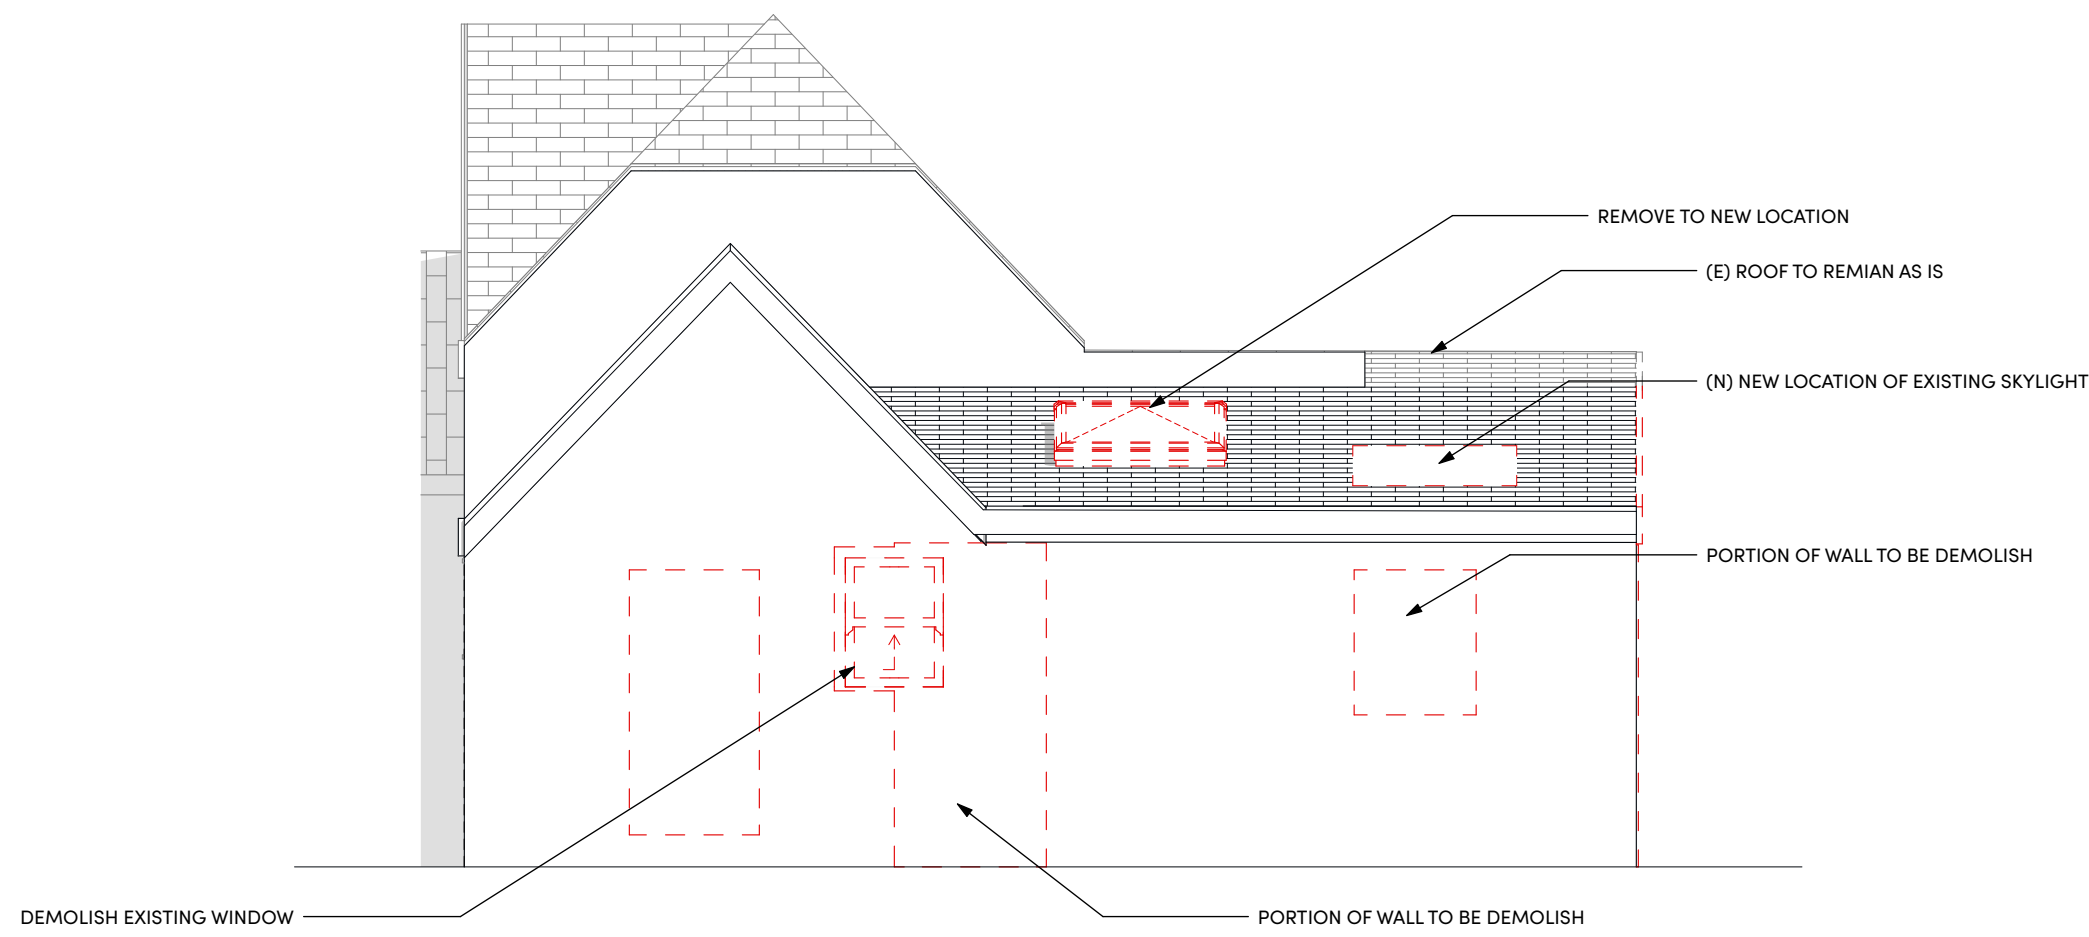 REMOVE TO NEW LOCATION
(E) ROOF TO REMIAN AS IS
(N) NEW LOCATION OF EXISTING SKYLIGHT
PORTION OF WALL TO BE DEMOLISH
DEMOLISH EXISTING WINDOW
PORTION OF WALL TO BE DEMOLISH